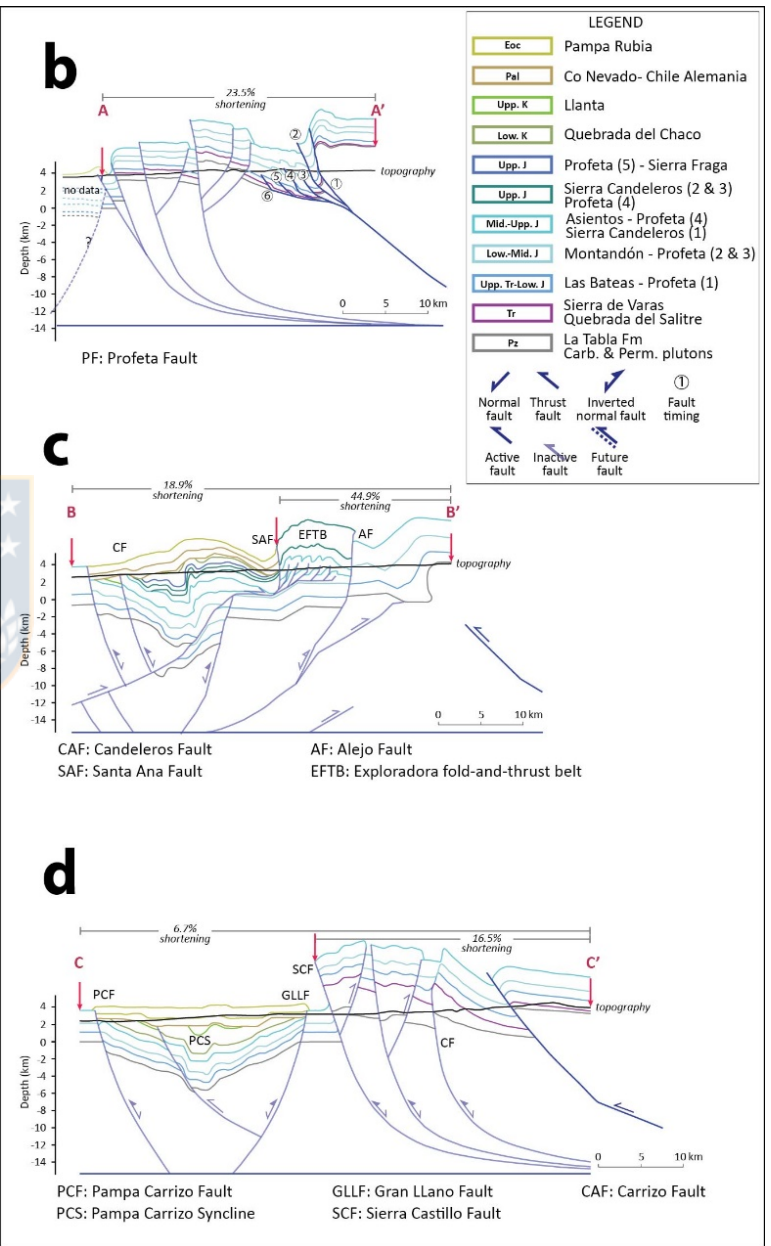 b
23.5%
shortening
A
A’
②
topography
⑤ ④ ③ ①
⑥
no data
?
Depth (km)
4
2
0
-2
-4
-6
-8
-10
-12
-14
0 5 10 km
PF: Profeta Fault
LEGEND
Eoc Pampa Rubia
Pal Co Nevado- Chile Alemania
Upp. K Llanta
Low. K Quebrada del Chaco
Upp. J Profeta (5) - Sierra Fraga
Upp. J Sierra Candeleros (2 & 3)
Profeta (4)
Mid.-Upp. J Asientos - Profeta (4)
Sierra Candeleros (1)
Low.-Mid. J Montandón - Profeta (2 & 3)
Upp. Tr-Low. J Las Bateas - Profeta (1)
Tr Sierra de Varas
Quebrada del Salitre
Pz La Tabla Fm
Carb. & Perm. plutons
①
Normal fault
Thrust fault
Inverted normal fault
Fault timing
Active fault
Inactive fault
Future fault
c
18.9%
shortening
44.9%
shortening
B
B’
CF
SAF
EFTB
AF
topography
Depth (km)
4
2
0
-2
-4
-6
-8
-10
-12
-14
0 5 10 km
CAF: Candeleros Fault
AF: Alejo Fault
SAF: Santa Ana Fault
EFTB: Exploradora fold-and-thrust belt
d
6.7%
shortening
16.5%
shortening
C
C’
SCF
PCF
GLLF
PCS
CF
topography
Depth (km)
4
2
0
-2
-4
-6
-8
-10
-12
-14
0 5 10 km
PCF: Pampa Carrizo Fault
GLLF: Gran LLano Fault
CAF: Carrizo Fault
PCS: Pampa Carrizo Syncline
SCF: Sierra Castillo Fault